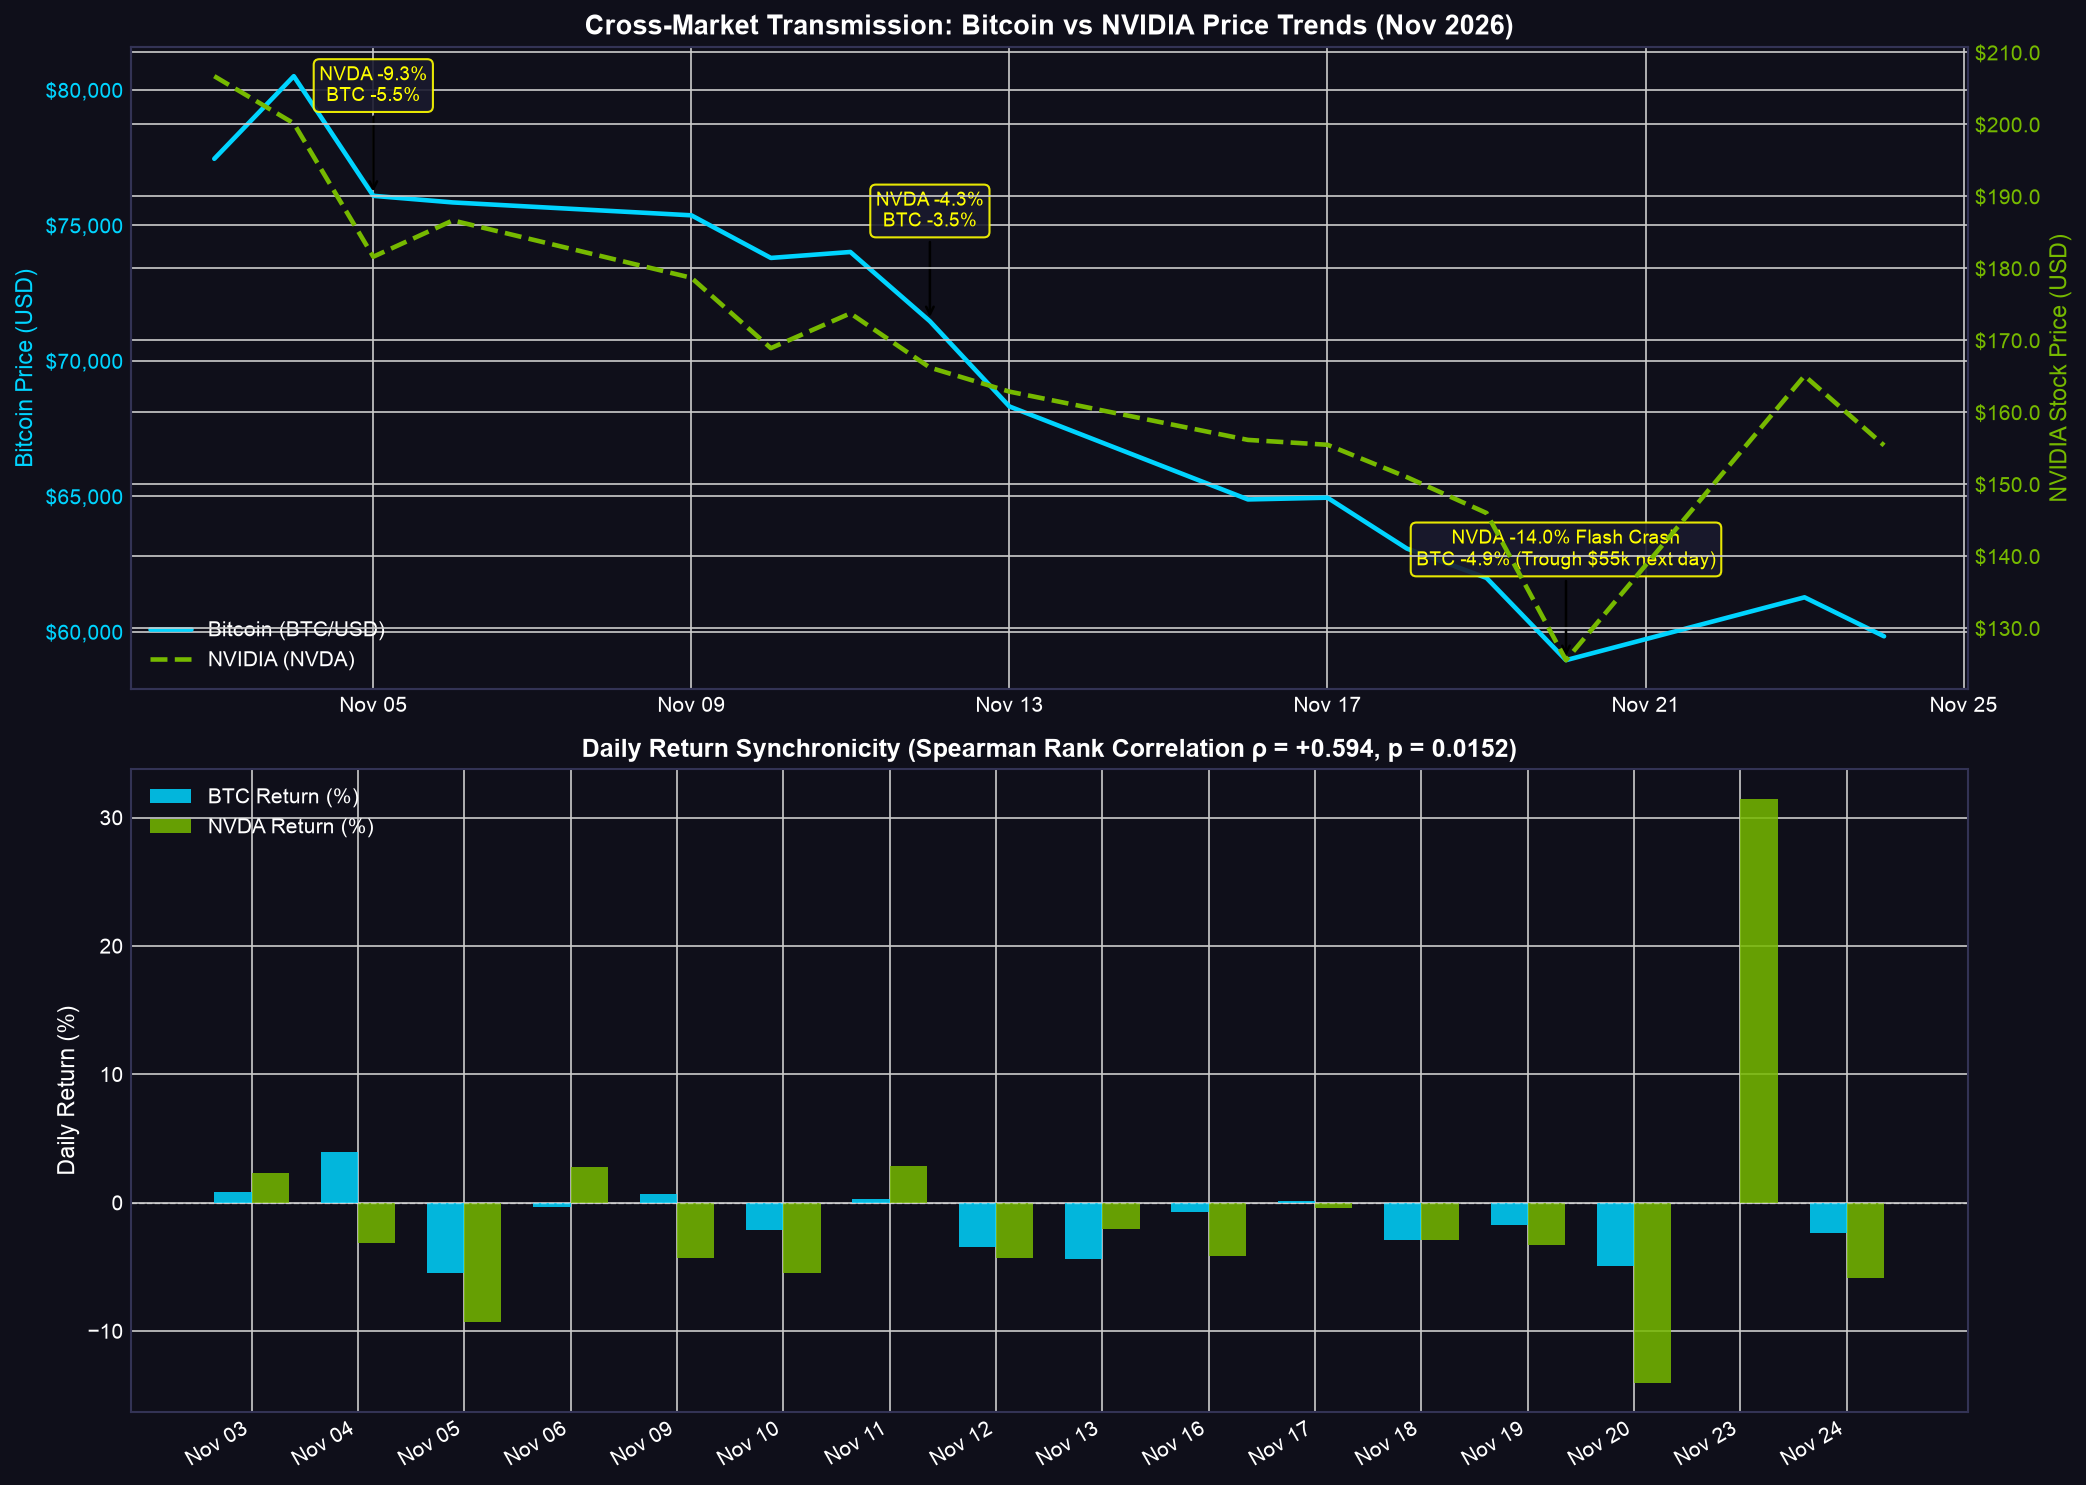 Cross-Market Transmission: Bitcoin vs NVIDIA Price Trends (Nov 2026)
Bitcoin Price (USD)
$80,000
$75,000
$70,000
$65,000
$60,000
NVDA -9.3%
BTC -5.5%
NVDA -4.3%
BTC -3.5%
NVDA -14.0% Flash Crash
BTC -4.9% (Trough $55k next day)
Bitcoin (BTC/USD)
NVIDIA (NVDA)
$210.0
$200.0
$190.0
$180.0
$170.0
$160.0
$150.0
$140.0
$130.0
NVIDIA Stock Price (USD)
Nov 05
Nov 09
Nov 13
Nov 17
Nov 21
Nov 25
Daily Return Synchronicity (Spearman Rank Correlation ρ = +0.594, p = 0.0152)
Daily Return (%)
30
20
10
0
−10
BTC Return (%)
NVDA Return (%)
Nov 03
Nov 04
Nov 05
Nov 06
Nov 09
Nov 10
Nov 11
Nov 12
Nov 13
Nov 16
Nov 17
Nov 18
Nov 19
Nov 20
Nov 23
Nov 24